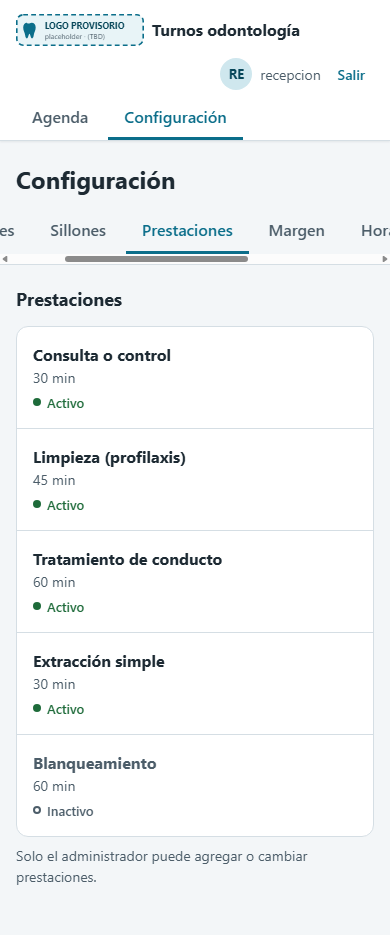 LOGO PROVISORIO
placeholder · (TBD)
Turnos odontología
RE
recepcion
Salir
Agenda
Configuración
Configuración
es
Sillones
Prestaciones
Margen
Hora
Prestaciones
Consulta o control
30 min
Activo
Limpieza (profilaxis)
45 min
Activo
Tratamiento de conducto
60 min
Activo
Extracción simple
30 min
Activo
Blanqueamiento
60 min
Inactivo
Solo el administrador puede agregar o cambiar
prestaciones.